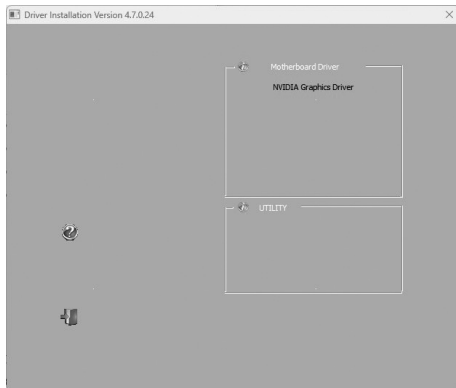 Driver Installation Version 4.7.0.24
Motherboard Driver
NVIDIA Graphics Driver
UTILITY